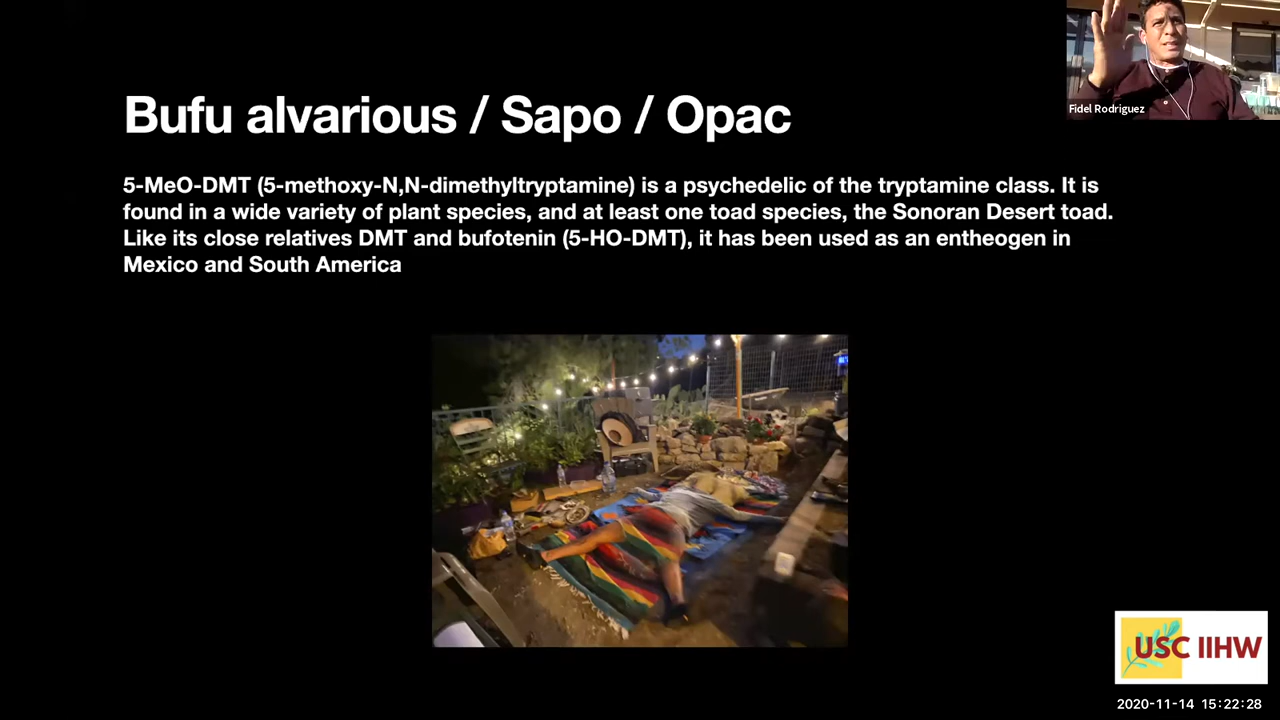 Fidel Rodriguez
Bufu alvarious / Sapo / Opac
5-MeO-DMT (5-methoxy-N,N-dimethyltryptamine) is a psychedelic of the tryptamine class. It is
found in a wide variety of plant species, and at least one toad species, the Sonoran Desert toad.
Like its close relatives DMT and bufotenin (5-HO-DMT), it has been used as an entheogen in
Mexico and South America
USC IIHW
2020-11-14 15:22:28